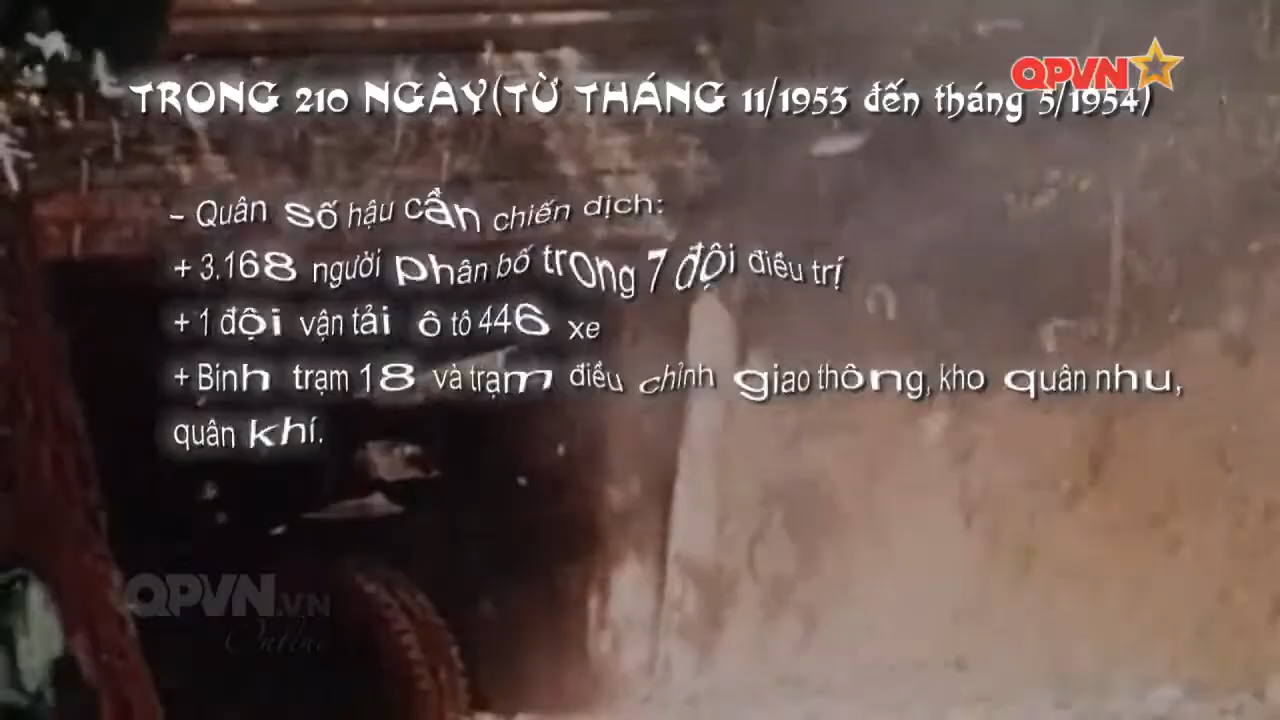 QPVN
TRONG 210 NGÀY(TỪ THÁNG 11/1953 đến tháng 5/1954)
- Quân số hậu cần chiến dịch:
+ 3.168 người phân bố trong 7 đội điều trị
+ 1 đội vận tải ô tô 446 xe
+ Binh trạm 18 và trạm điều chỉnh giao thông, kho quân nhu,
quân khí.
QPVN.VN
Online